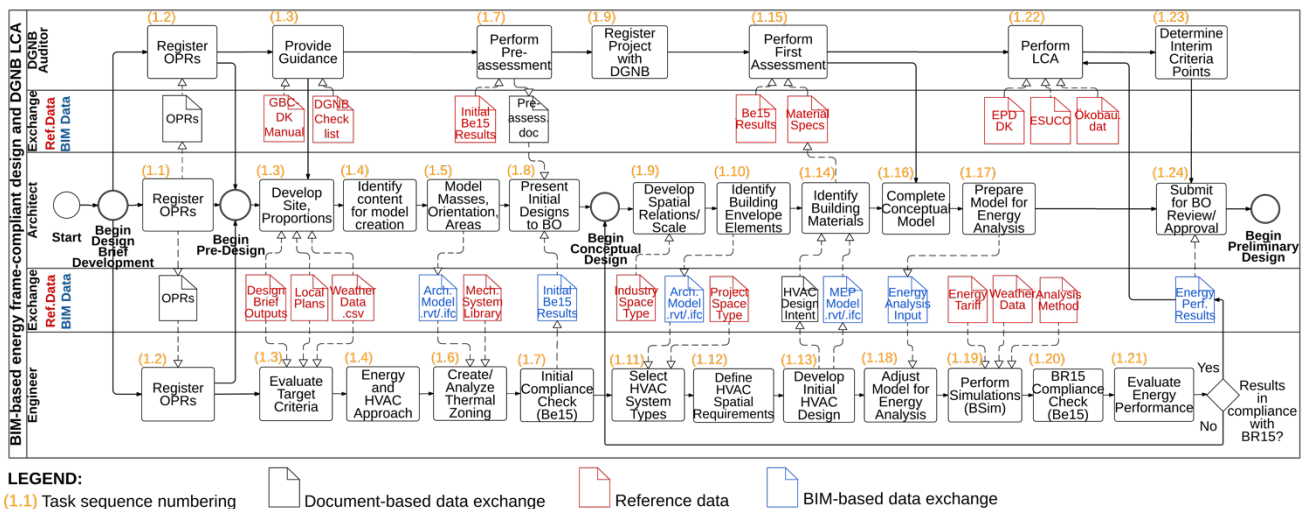 BIM-based energy frame-compliant design and DGNB LCA
DGNB
Auditor
(1.2)
Register
OPRs
(1.3)
Provide
Guidance
(1.7)
Perform
Pre-
assessment
(1.9)
Register
Project
with
DGNB
(1.15)
Perform
First
Assessment
(1.22)
Perform
LCA
(1.23)
Determine
Interim
Criteria
Points
Exchange
Ref.Data
BIM Data
OPRs
GBC-
DK
Manual
DGNB
Check
list
Initial
Be15
Results
Pre-
assess.
doc
Be15
Results
Material
Specs
EPD
DK
ESUCO
Ökobau.
dat
Architect
Start
Begin
Design
Brief
Development
(1.1)
Register
OPRs
Begin
Pre-Design
(1.3)
Develop
Site,
Proportions
(1.4)
Identify
content
for model
creation
(1.5)
Model
Masses,
Orientation,
Areas
(1.8)
Present
Initial
Designs
to BO
Begin
Conceptual
Design
(1.9)
Develop
Spatial
Relations/
Scale
(1.10)
Identify
Building
Envelope
Elements
(1.14)
Identify
Building
Materials
(1.16)
Complete
Conceptual
Model
(1.17)
Prepare
Model for
Energy
Analysis
(1.24)
Submit
for BO
Review/
Approval
Begin
Preliminary
Design
Exchange
Ref.Data
BIM Data
OPRs
Design
Brief
Outputs
Local
Plans
Weather
Data
.csv
Arch.
Model
.rvt/.ifc
Mech.
System
Library
Initial
Be15
Results
Industry
Space
Type
Arch.
Model
.rvt/.ifc
Project
Space
Type
HVAC
Design
Intent
MEP
Model
.rvt/.ifc
Energy
Analysis
Input
Energy
Tariff
Weather
Data
Analysis
Method
Energy
Perf.
Results
Engineer
(1.2)
Register
OPRs
(1.3)
Evaluate
Target
Criteria
(1.4)
Energy
and HVAC
Approach
(1.6)
Create/
Analyze
Thermal
Zoning
(1.7)
Initial
Compliance
Check
(Be15)
(1.11)
Select
HVAC
System
Types
(1.12)
Define
HVAC
Spatial
Requirements
(1.13)
Develop
Initial
HVAC
Design
(1.18)
Adjust
Model for
Energy
Analysis
(1.19)
Perform
Simulations
(BSim)
(1.20)
BR15
Compliance
Check
(Be15)
(1.21)
Evaluate
Energy
Performance
Yes
No
Results
in
compliance
with
BR15?
LEGEND:
(1.1) Task sequence numbering
Document-based data exchange
Reference data
BIM-based data exchange